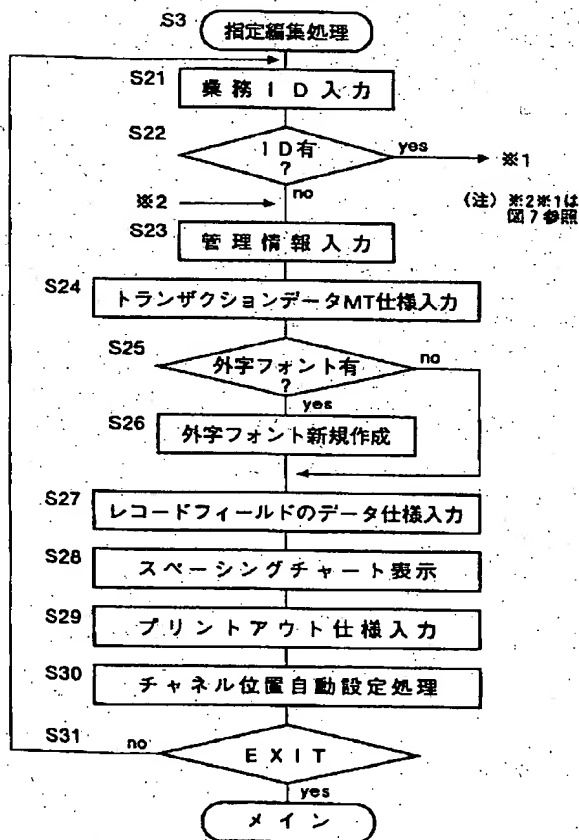 S3 指定編集処理
S21 業務ID入力
S22 ID有
?
yes ※1
no
※2
(注) ※2※1は
図7参照
S23 管理情報入力
S24 トランザクションデータMT仕様入力
S25 外字フォント有
?
no
yes
S26 外字フォント新規作成
S27 レコードフィールドのデータ仕様入力
S28 スペーシングチャート表示
S29 プリントアウト仕様入力
S30 チャネル位置自動設定処理
S31 no EXIT
yes
メイン